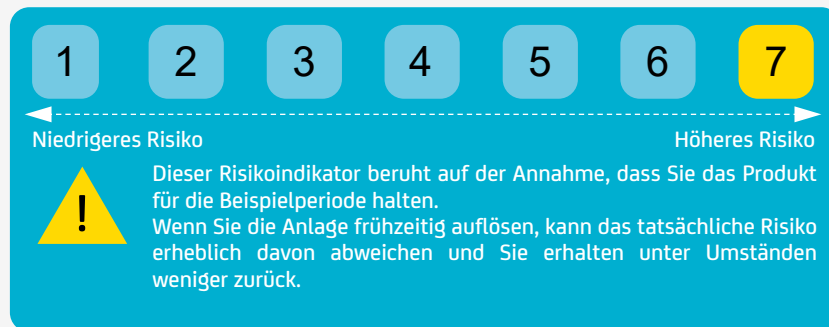 1 2 3 4 5 6 7
Niedrigeres Risiko Höheres Risiko
!
Dieser Risikoindikator beruht auf der Annahme, dass Sie das Produkt
für die Beispielperiode halten.
Wenn Sie die Anlage frühzeitig auflösen, kann das tatsächliche Risiko
erheblich davon abweichen und Sie erhalten unter Umständen
weniger zurück.